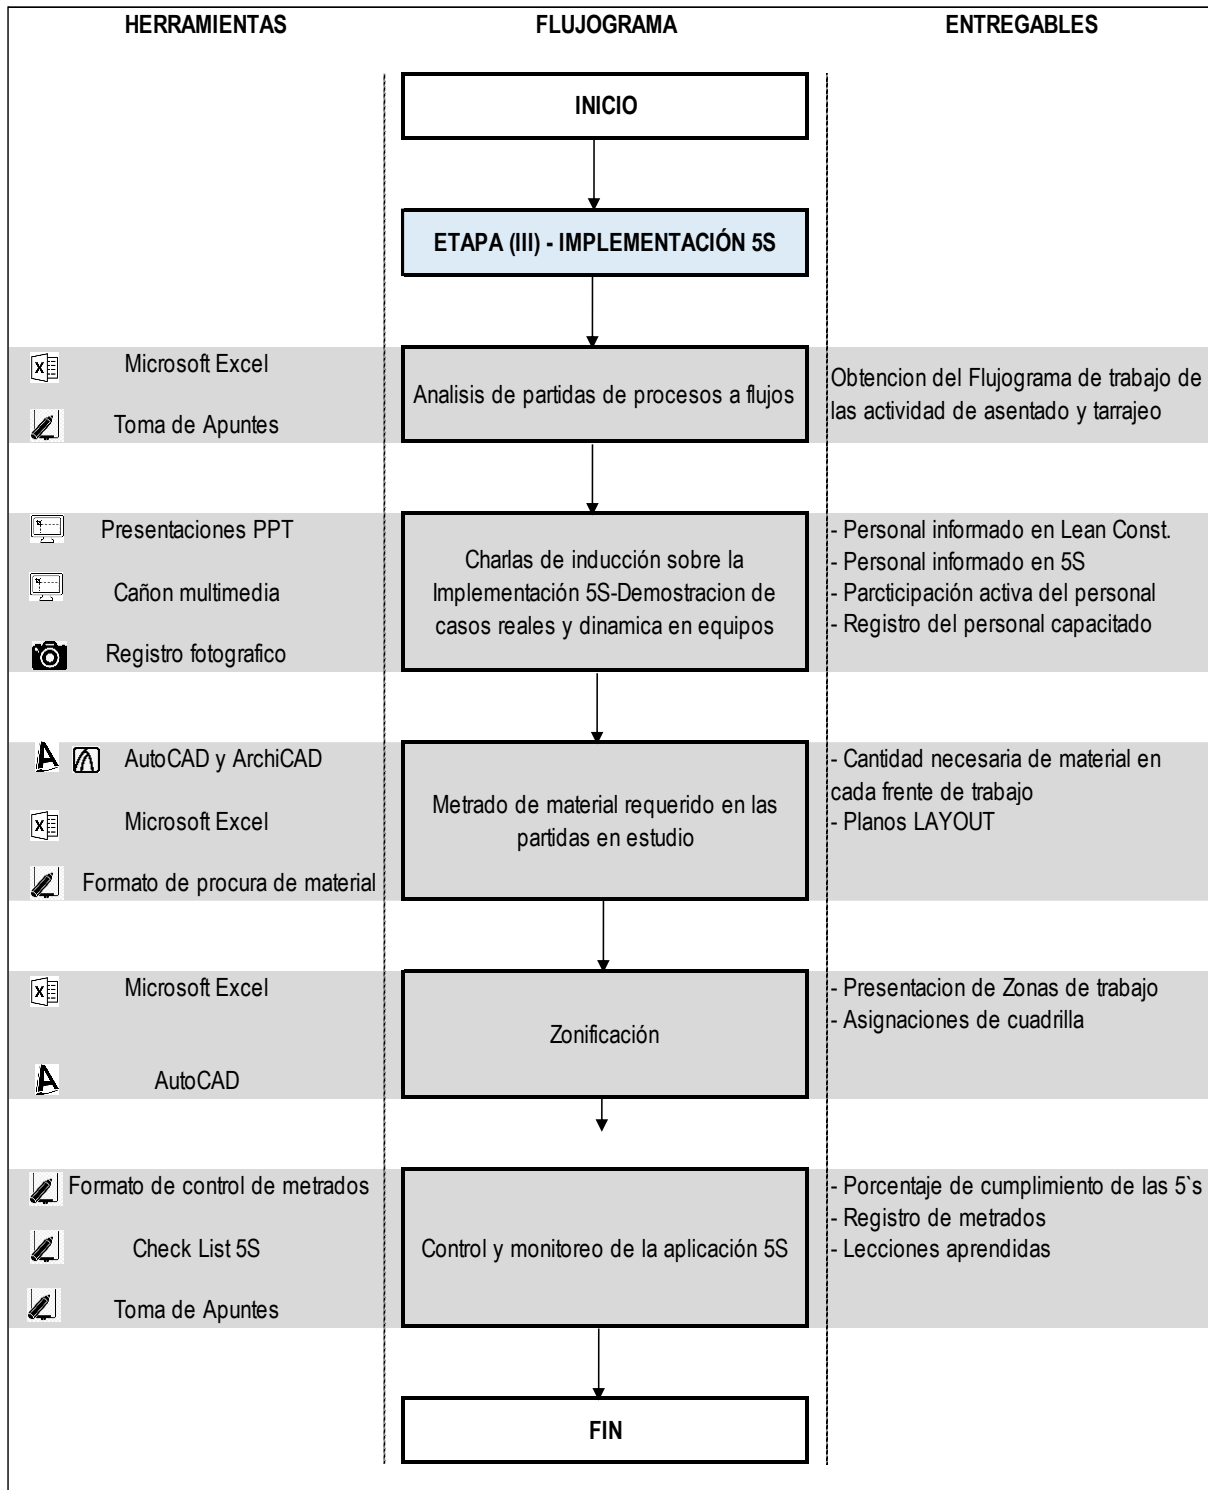 HERRAMIENTAS
FLUJOGRAMA
ENTREGABLES
INICIO
ETAPA (III) - IMPLEMENTACIÓN 5S
Microsoft Excel
Toma de Apuntes
Analisis de partidas de procesos a flujos
Obtencion del Flujograma de trabajo de
las actividad de asentado y tarrajeo
Presentaciones PPT
Cañon multimedia
Registro fotografico
Charlas de inducción sobre la
Implementación 5S-Demostracion de
casos reales y dinamica en equipos
- Personal informado en Lean Const.
- Personal informado en 5S
- Parcticipación activa del personal
- Registro del personal capacitado
AutoCAD y ArchiCAD
Microsoft Excel
Formato de procura de material
Metrado de material requerido en las
partidas en estudio
- Cantidad necesaria de material en
cada frente de trabajo
- Planos LAYOUT
Microsoft Excel
AutoCAD
Zonificación
- Presentacion de Zonas de trabajo
- Asignaciones de cuadrilla
Formato de control de metrados
Check List 5S
Toma de Apuntes
Control y monitoreo de la aplicación 5S
- Porcentaje de cumplimiento de las 5`s
- Registro de metrados
- Lecciones aprendidas
FIN